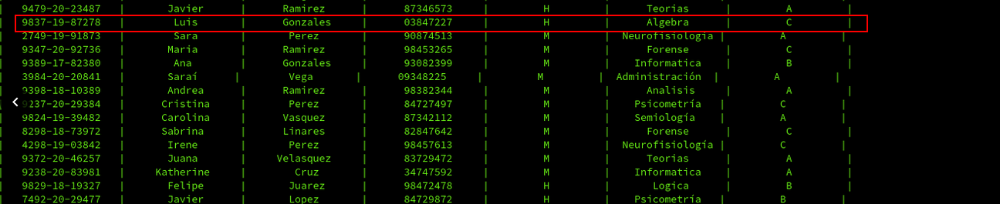 9479-20-23487 | Javier | Ramirez | 87346573 | H | Teorias | A |
9837-19-87278 | Luis | Gonzales | 03847227 | H | Algebra | C |
2749-19-91873 | Sara | Perez | 90874513 | M | Neurofisiología | A |
9347-20-92736 | Maria | Ramirez | 98453265 | M | Forense | C |
9389-17-82380 | Ana | Gonzales | 93082399 | M | Informatica | B |
3984-20-20841 | Saraí | Vega | 09348225 | M | Administración | A |
9398-18-10389 | Andrea | Ramirez | 98382344 | M | Analisis | A |
9237-20-29384 | Cristina | Perez | 84727497 | M | Psicometría | C |
9824-19-39482 | Carolina | Vasquez | 87342112 | M | Semiología | A |
8298-18-73972 | Sabrina | Linares | 82847642 | M | Forense | C |
4298-19-03842 | Irene | Perez | 98457613 | M | Neurofisiología | C |
9372-20-46257 | Juana | Velasquez | 83729472 | M | Teorias | A |
9238-20-83981 | Katherine | Cruz | 34747592 | M | Informatica | A |
9829-18-19327 | Felipe | Juarez | 98472478 | H | Logica | B |
7492-20-29477 | Javier | Lopez | 84729872 | H | Psicometría | B |